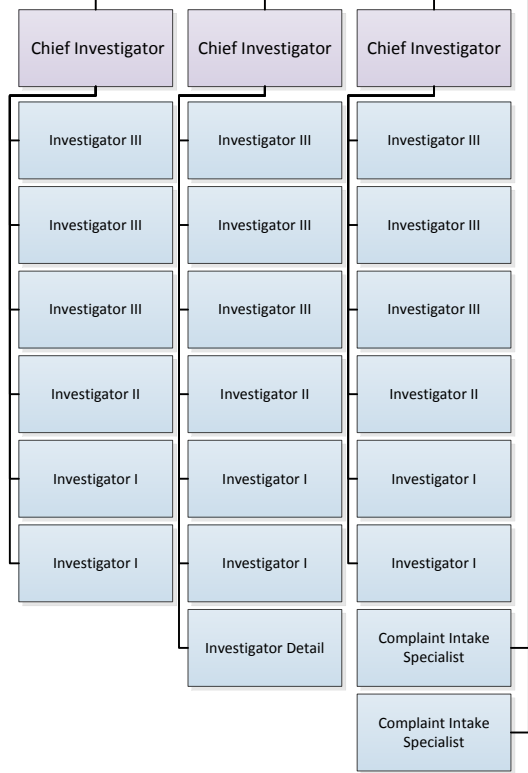 Chief Investigator
Chief Investigator
Chief Investigator
Investigator III
Investigator III
Investigator III
Investigator III
Investigator III
Investigator III
Investigator III
Investigator III
Investigator III
Investigator II
Investigator II
Investigator II
Investigator I
Investigator I
Investigator I
Investigator I
Investigator I
Investigator I
Investigator Detail
Complaint Intake
Specialist
Complaint Intake
Specialist